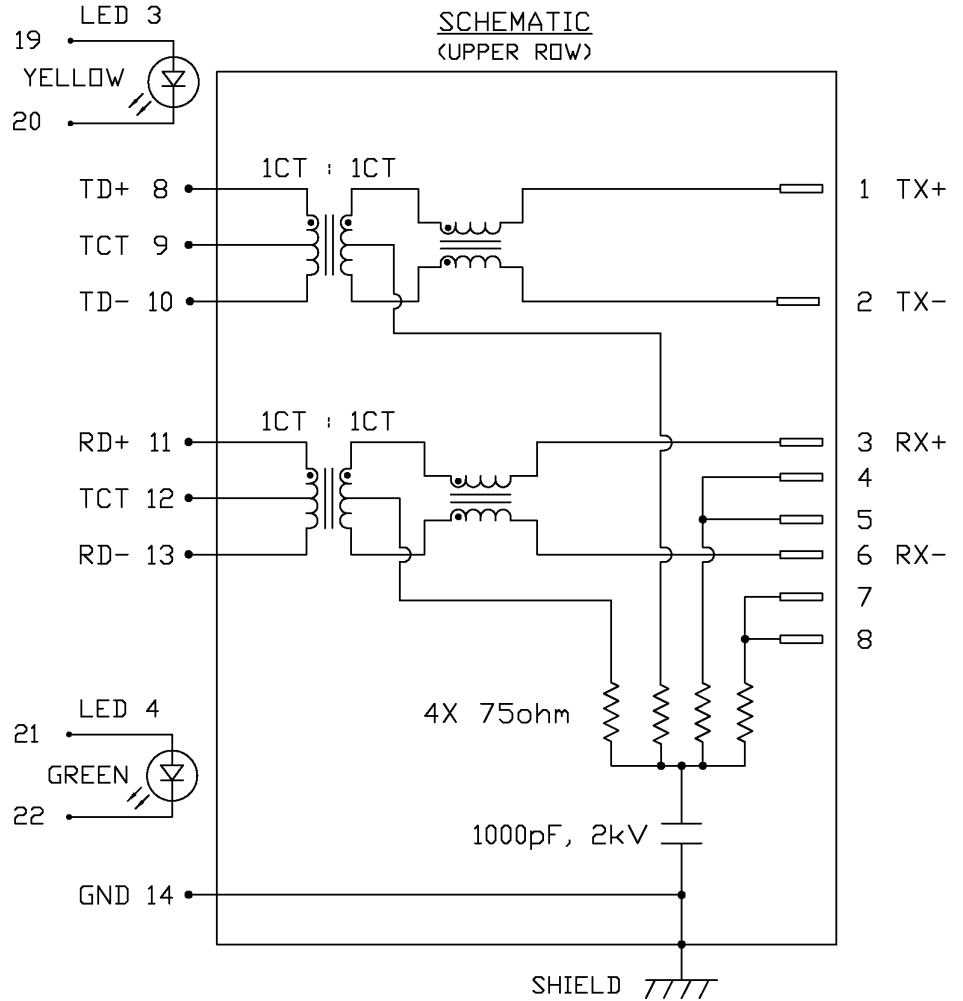 LED 3
SCHEMATIC
(UPPER ROW)
19
YELLOW
20
1CT : 1CT
TD+ 8
1 TX+
TCT 9
TD- 10
2 TX-
1CT : 1CT
RD+ 11
3 RX+
4
TCT 12
5
RD- 13
6 RX-
7
8
LED 4
4X 75ohm
21
GREEN
22
1000pF, 2kV
GND 14
SHIELD